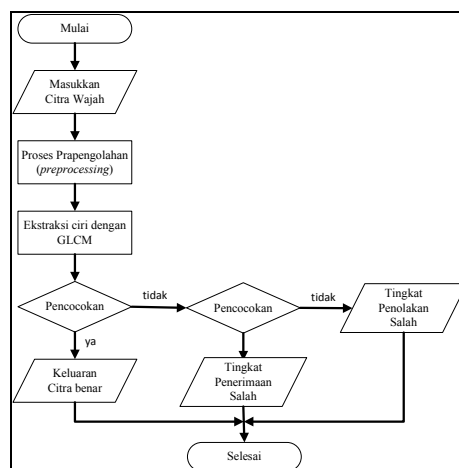 Mulai
Masukkan
Citra Wajah
Proses Prapengolahan
(preprocessing)
Ekstraksi ciri dengan
GLCM
Pencocokan
tidak
Pencocokan
tidak
Tingkat
Penolakan
Salah
ya
Keluaran
Citra benar
Tingkat
Penerimaan
Salah
Selesai